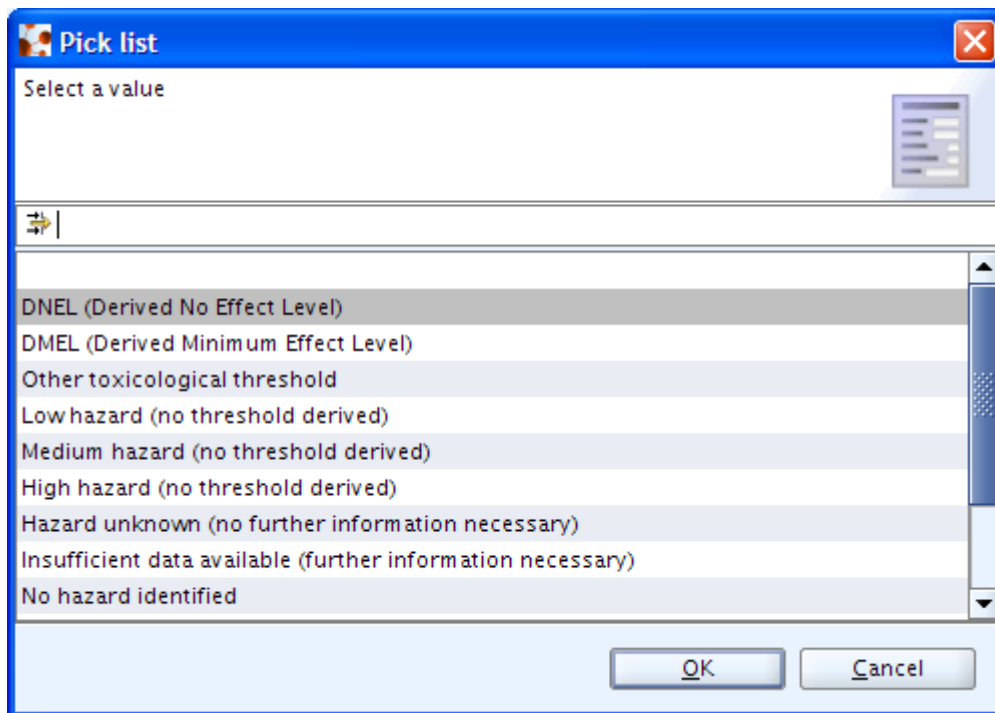 Pick list
Select a value
DNEL (Derived No Effect Level)
DMEL (Derived Minimum Effect Level)
Other toxicological threshold
Low hazard (no threshold derived)
Medium hazard (no threshold derived)
High hazard (no threshold derived)
Hazard unknown (no further information necessary)
Insufficient data available (further information necessary)
No hazard identified
OK Cancel